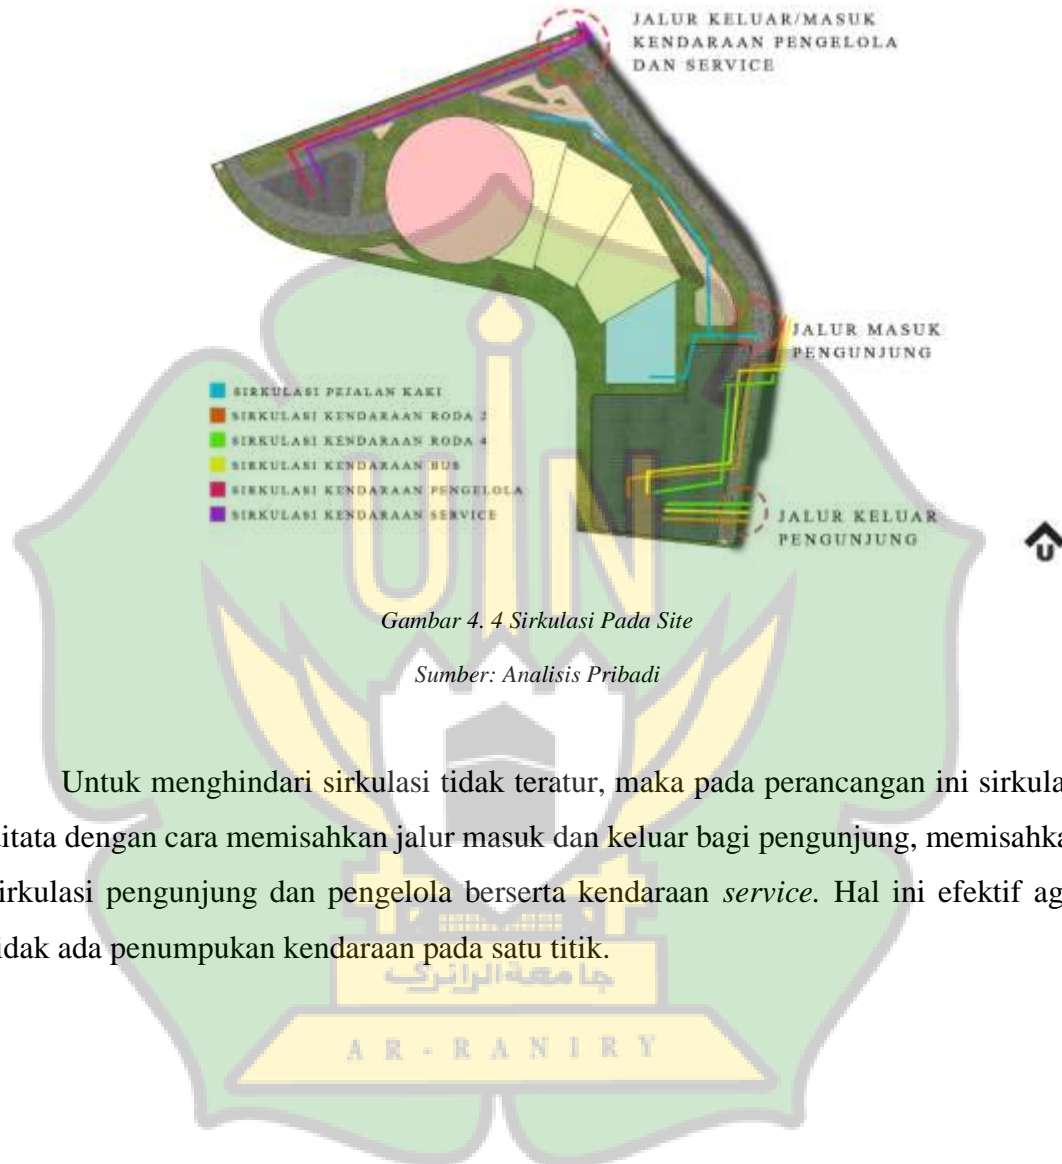 JALUR KELUAR/MASUK
KENDARAAN PENGELOLA
DAN SERVICE
JALUR MASUK
PENGUNJUNG
SIRKULASI PEJALAN KAKI
SIRKULASI KENDARAAN RODA 2
SIRKULASI KENDARAAN RODA 4
SIRKULASI KENDARAAN BUS
SIRKULASI KENDARAAN PENGELOLA
SIRKULASI KENDARAAN SERVICE
JALUR KELUAR
PENGUNJUNG
U
UIN
Gambar 4. 4 Sirkulasi Pada Site
Sumber: Analisis Pribadi
Untuk menghindari sirkulasi tidak teratur, maka pada perancangan ini sirkula
ditata dengan cara memisahkan jalur masuk dan keluar bagi pengunjung, memisahka
sirkulasi pengunjung dan pengelola berserta kendaraan service. Hal ini efektif ag
tidak ada penumpukan kendaraan pada satu titik.
جامعة الرانري
AR-RANIRY